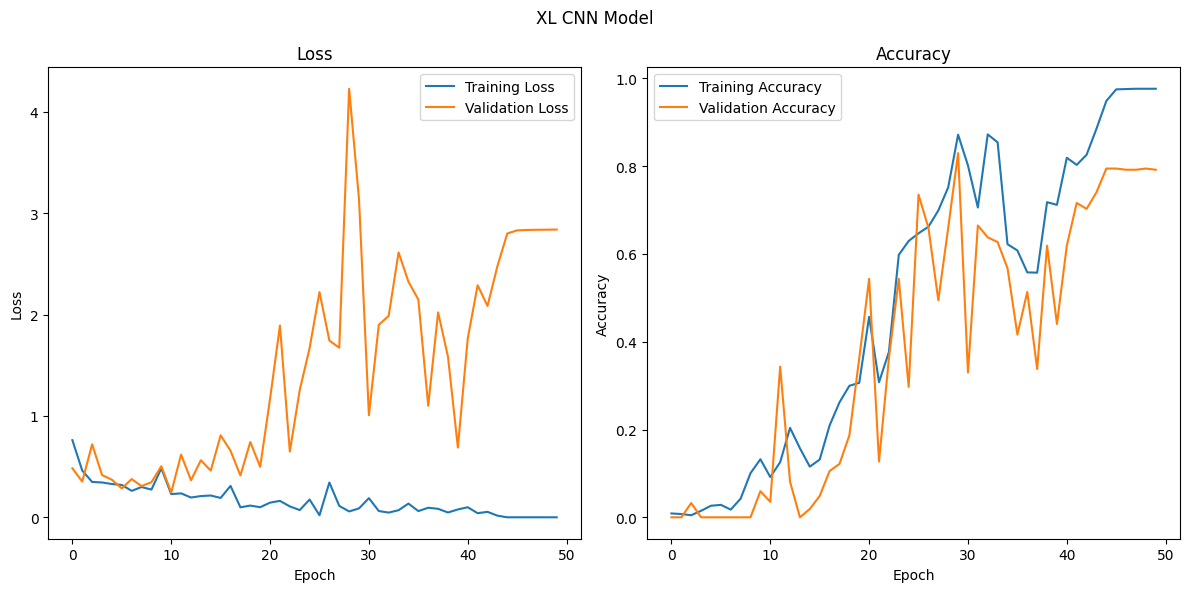 XL CNN Model
Loss
Training Loss
Validation Loss
Loss
4
3
2
1
0
0 10 20 30 40 50
Epoch
Accuracy
Training Accuracy
Validation Accuracy
Accuracy
1.0
0.8
0.6
0.4
0.2
0.0
0 10 20 30 40 50
Epoch